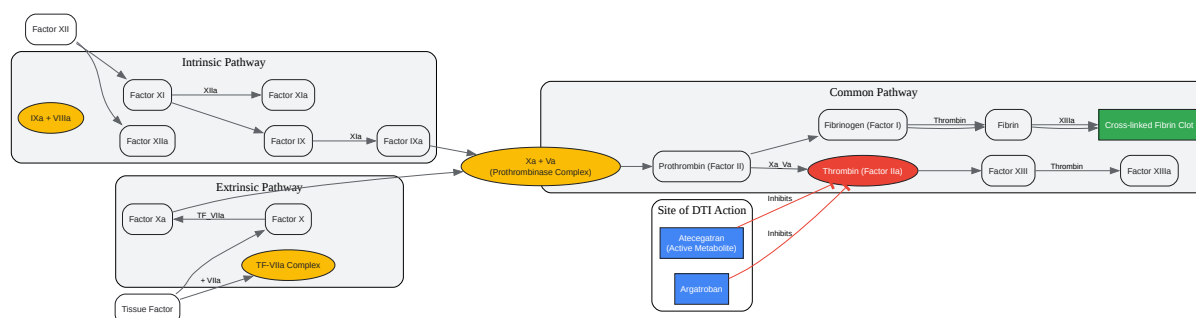 Factor XII
Intrinsic Pathway
Factor XI
XIIa
Factor XIa
IXa + VIIIa
Factor XIIa
Factor IX
XIa
Factor IXa
Common Pathway
Fibrinogen (Factor I)
Thrombin
Fibrin
XIIIa
Cross-linked Fibrin Clot
Xa + Va
(Prothrombinase Complex)
Prothrombin (Factor II)
Xa_Va
Thrombin (Factor IIa)
Factor XIII
Thrombin
Factor XIIIa
Extrinsic Pathway
Factor Xa
TF_VIIa
Factor X
TF-VIIa Complex
+ VIIa
Tissue Factor
Site of DTI Action
Inhibits
Atecegatran
(Active Metabolite)
Inhibits
Argatroban